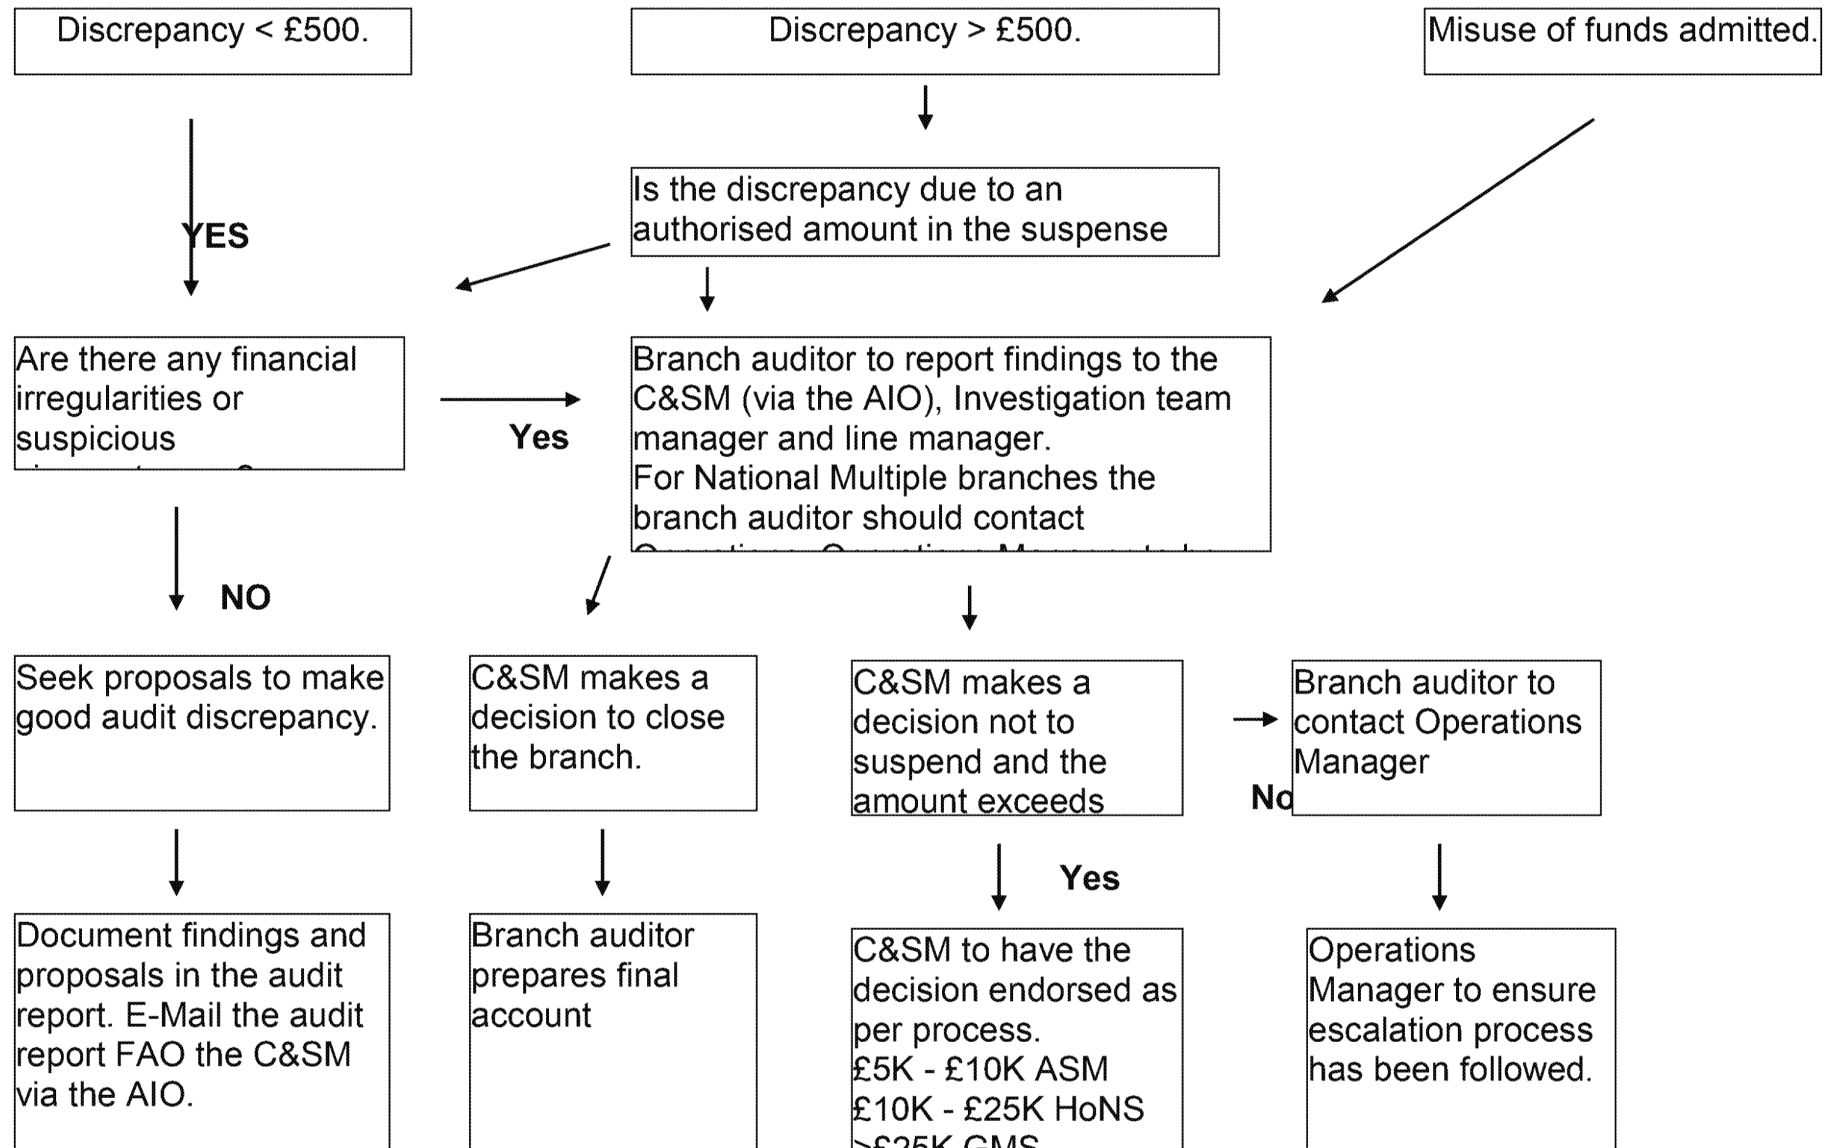 Discrepancy < £500.
Discrepancy > £500.
Misuse of funds admitted.
Is the discrepancy due to an
authorised amount in the suspense
YES
Are there any financial
irregularities or
suspicious
Yes
Branch auditor to report findings to the
C&SM (via the AIO), Investigation team
manager and line manager.
For National Multiple branches the
branch auditor should contact
NO
Seek proposals to make
good audit discrepancy.
C&SM makes a
decision to close
the branch.
C&SM makes a
decision not to
suspend and the
amount exceeds
No
Branch auditor to
contact Operations
Manager
Yes
Document findings and
proposals in the audit
report. E-Mail the audit
report FAO the C&SM
via the AIO.
Branch auditor
prepares final
account
C&SM to have the
decision endorsed as
per process.
£5K - £10K ASM
£10K - £25K HoNS
>£25K GMS
Operations
Manager to ensure
escalation process
has been followed.